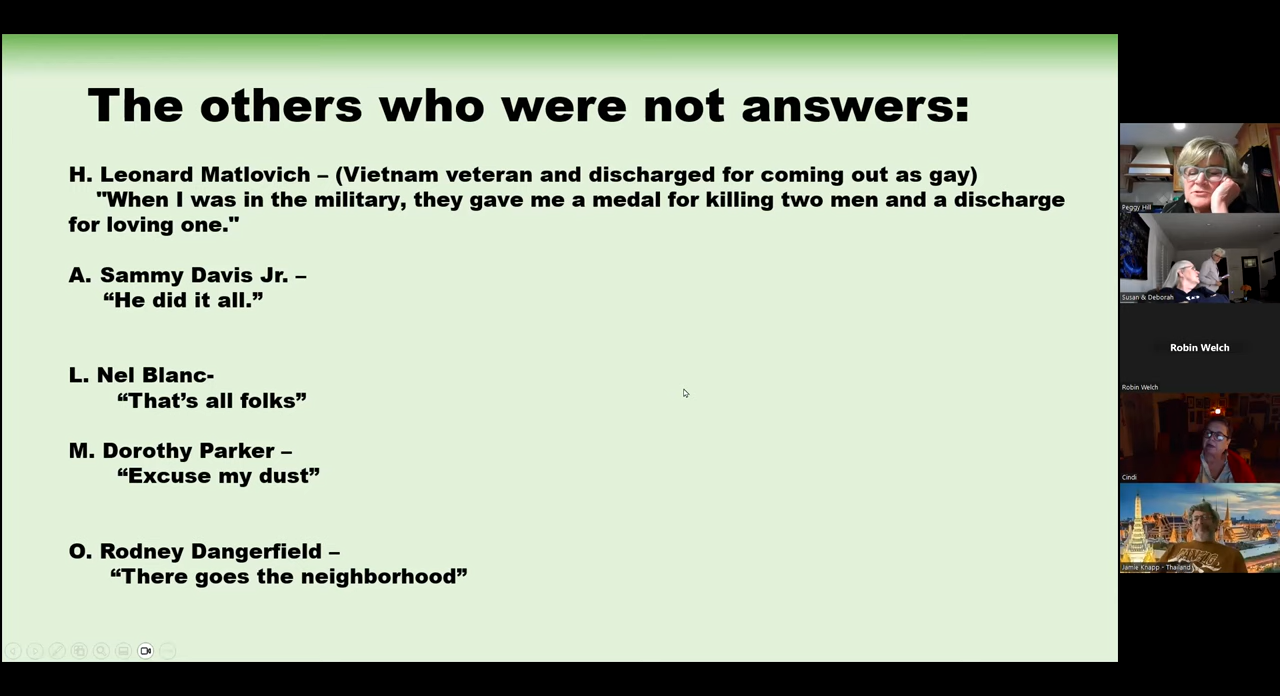 The others who were not answers:
H. Leonard Matlovich – (Vietnam veteran and discharged for coming out as gay)
"When I was in the military, they gave me a medal for killing two men and a discharge
for loving one."
A. Sammy Davis Jr. –
“He did it all.”
L. Nel Blanc-
“That’s all folks”
M. Dorothy Parker –
“Excuse my dust”
O. Rodney Dangerfield –
“There goes the neighborhood”
Peggy Hill
Susan & Deborah
Robin Welch
Robin Welch
Cindi
Jamie Knapp - Thailand